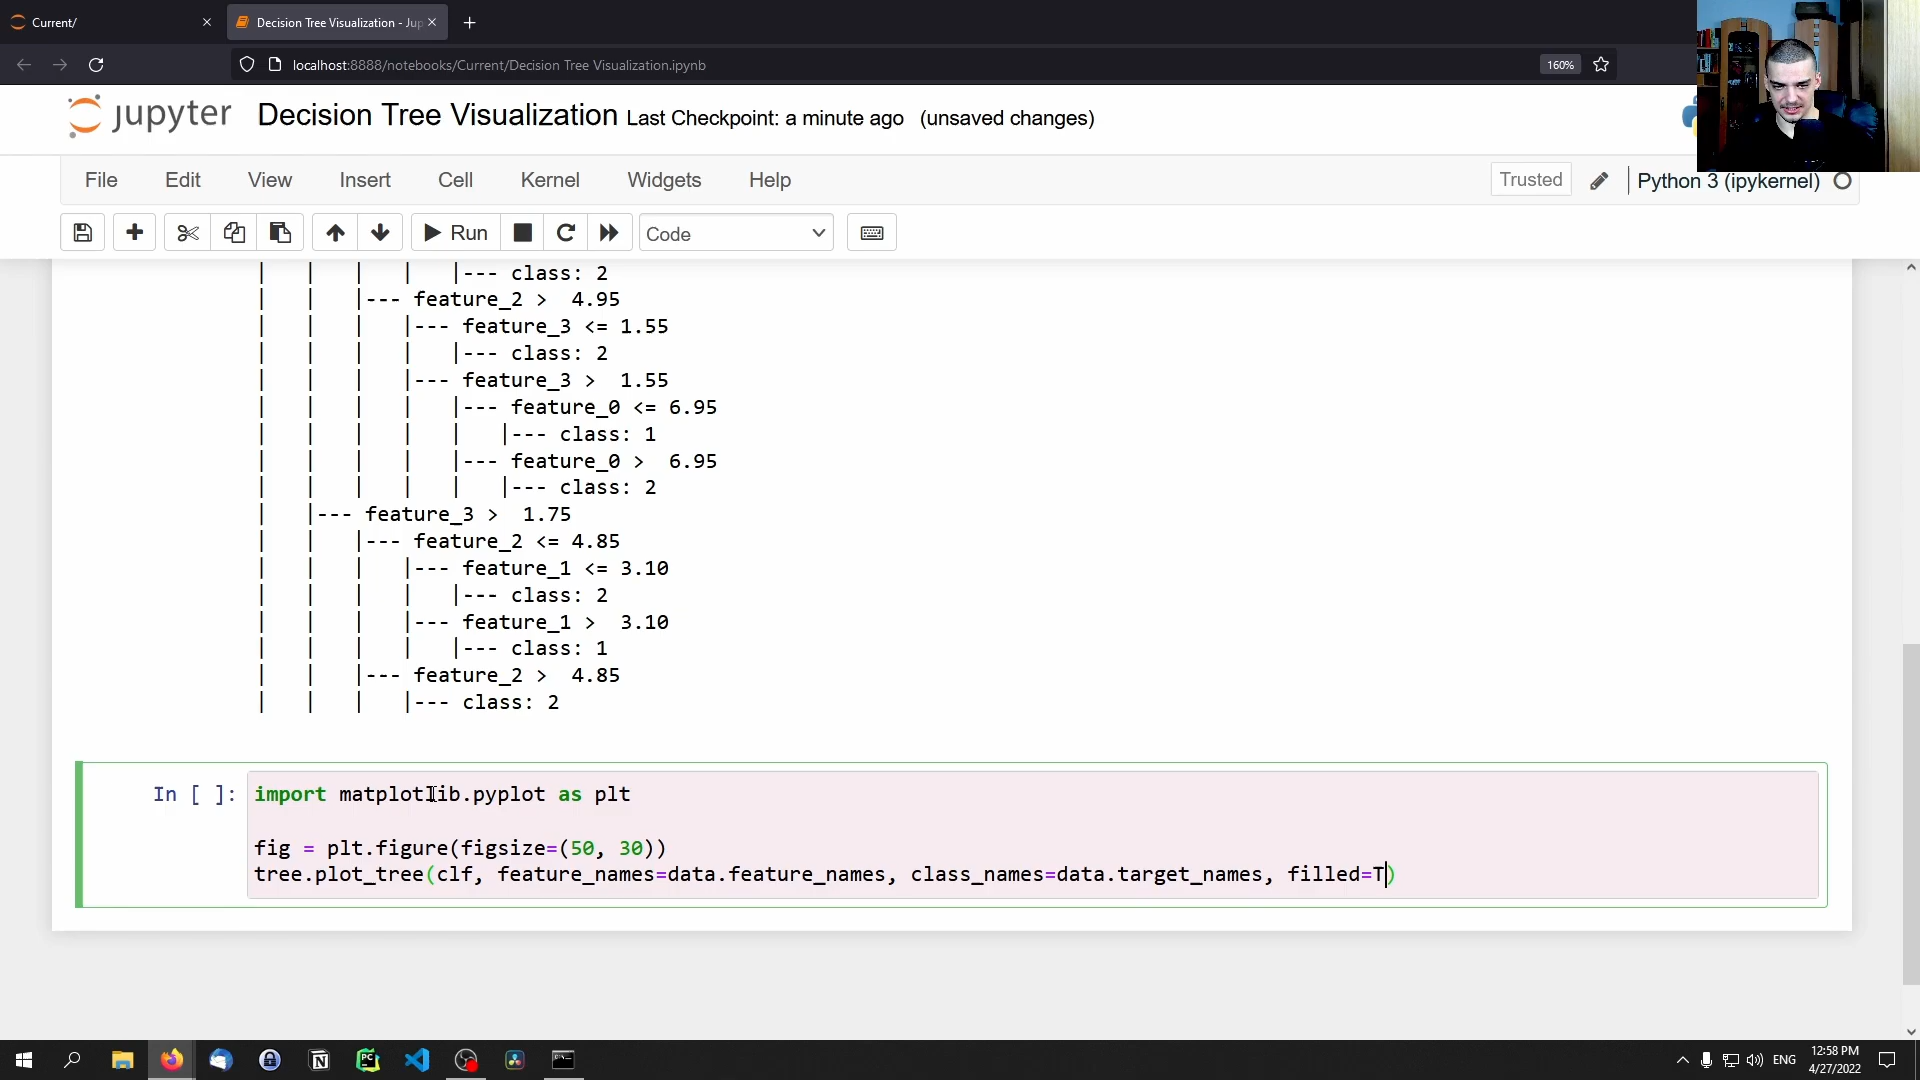 Current/
Decision Tree Visualization - Jup
localhost:8888/notebooks/Current/Decision Tree Visualization.ipynb
160%
jupyter Decision Tree Visualization Last Checkpoint: a minute ago (unsaved changes)
File Edit View Insert Cell Kernel Widgets Help
Trusted
Python 3 (ipykernel)
Run
Code
|   |   |   |   |--- class: 2
|   |   |--- feature_2 >  4.95
|   |   |   |--- feature_3 <= 1.55
|   |   |   |   |--- class: 2
|   |   |   |--- feature_3 >  1.55
|   |   |   |   |--- feature_0 <= 6.95
|   |   |   |   |   |--- class: 1
|   |   |   |   |--- feature_0 >  6.95
|   |   |   |   |   |--- class: 2
|   |--- feature_3 >  1.75
|   |   |--- feature_2 <= 4.85
|   |   |   |--- feature_1 <= 3.10
|   |   |   |   |--- class: 2
|   |   |   |--- feature_1 >  3.10
|   |   |   |   |--- class: 1
|   |   |--- feature_2 >  4.85
|   |   |   |--- class: 2
In [ ]: import matplotlib.pyplot as plt
fig = plt.figure(figsize=(50, 30))
tree.plot_tree(clf, feature_names=data.feature_names, class_names=data.target_names, filled=T)
ENG
12:58 PM
4/27/2022